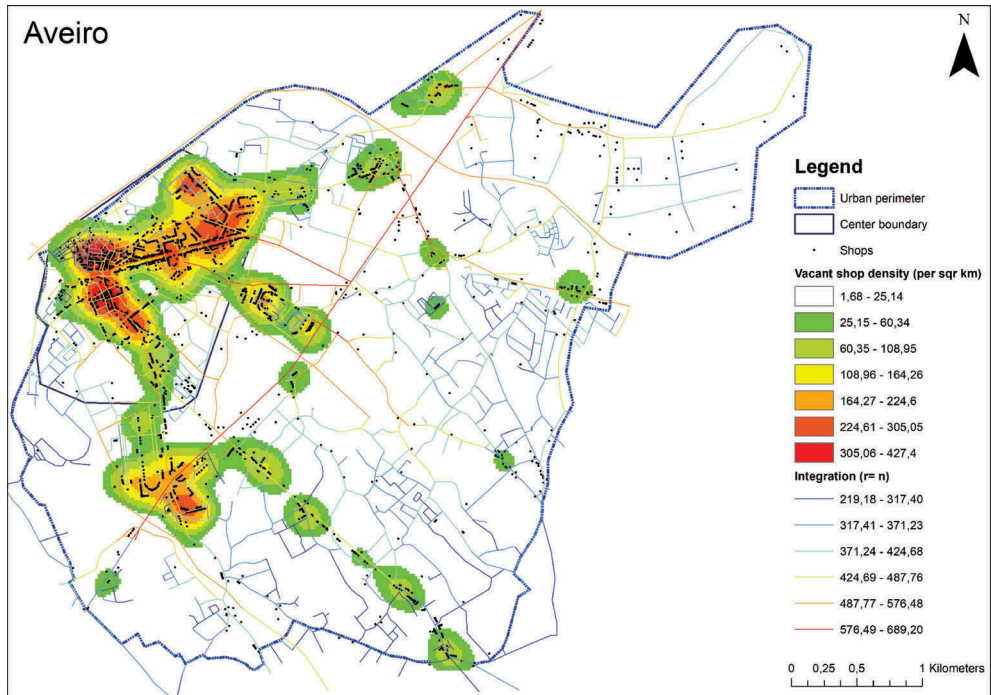 Aveiro
N
Legend
Urban perimeter
Center boundary
Shops
Vacant shop density (per sqr km)
1,68 - 25,14
25,15 - 60,34
60,35 - 108,95
108,96 - 164,26
164,27 - 224,6
224,61 - 305,05
305,06 - 427,4
Integration (r= n)
219,18 - 317,40
317,41 - 371,23
371,24 - 424,68
424,69 - 487,76
487,77 - 576,48
576,49 - 689,20
0 0,25 0,5 1 Kilometers